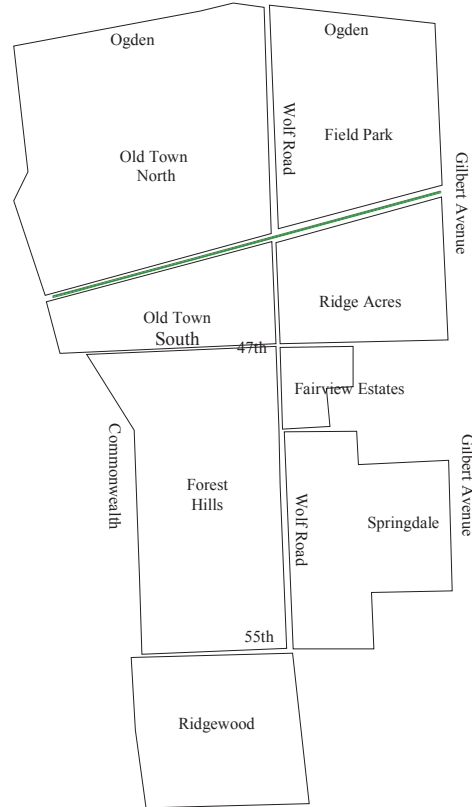 Ogden
Ogden
Wolf Road
Field Park
Old Town
North
Gilbert Avenue
Ridge Acres
Old Town
South
47th
Fairview Estates
Commonwealth
Gilbert Avenue
Forest
Hills
Wolf Road
Springdale
55th
Ridgewood